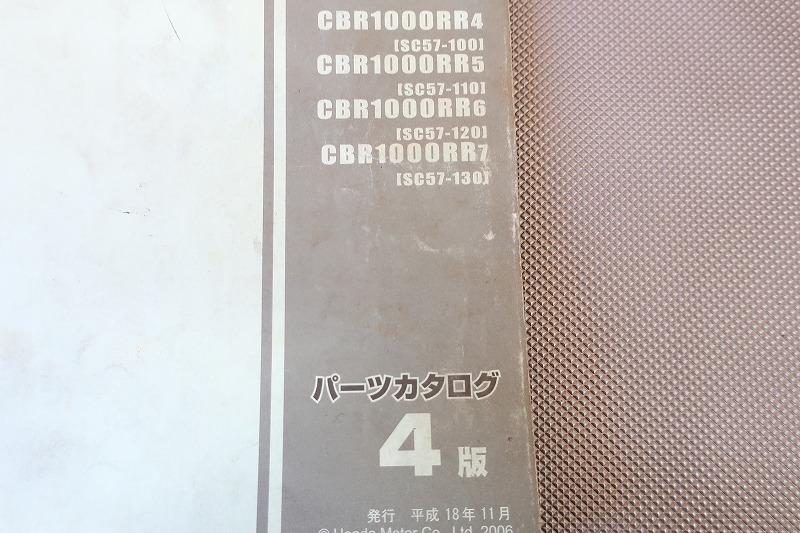 CBR1000RR4
[SC57-100]
CBR1000RR5
[SC57-110]
CBR1000RR6
[SC57-120]
CBR1000RR7
[SC57-130]
パーツカタログ
4版
発行 平成 18年 11月
© Honda Motor Co., Ltd. 2006